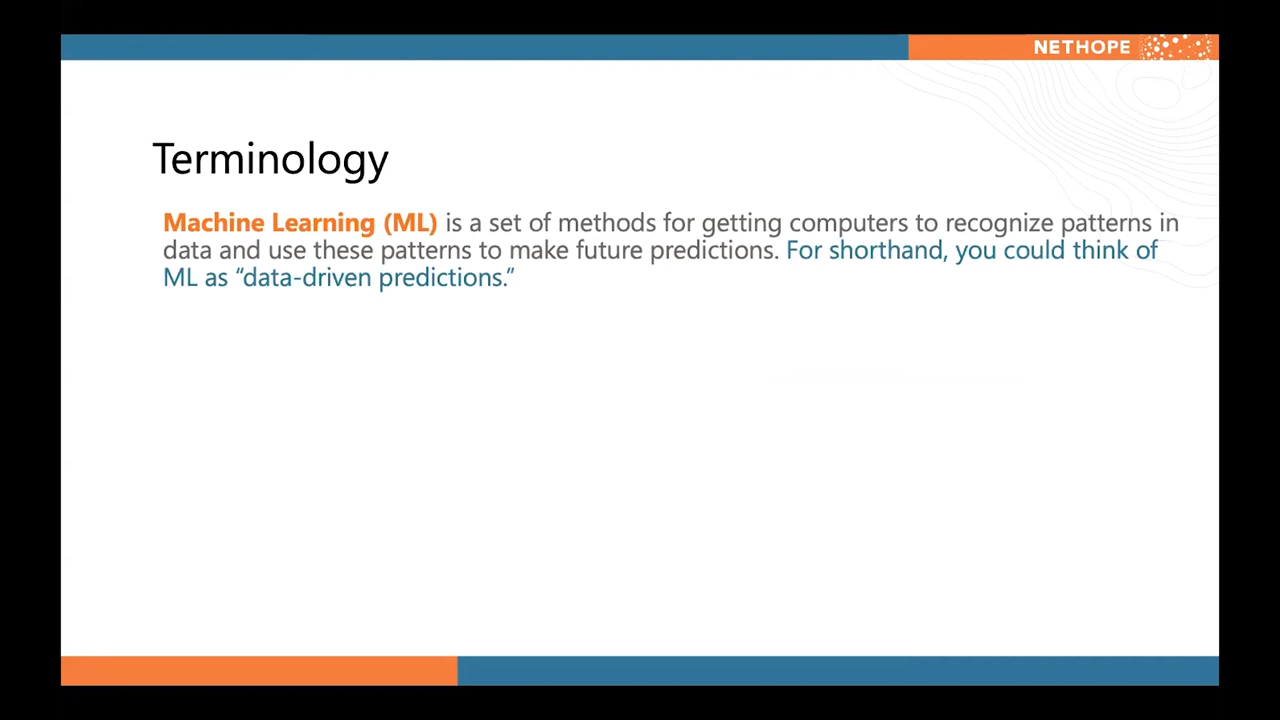 NETHOPE
Terminology
Machine Learning (ML) is a set of methods for getting computers to recognize patterns in
data and use these patterns to make future predictions. For shorthand, you could think of
ML as “data-driven predictions.”